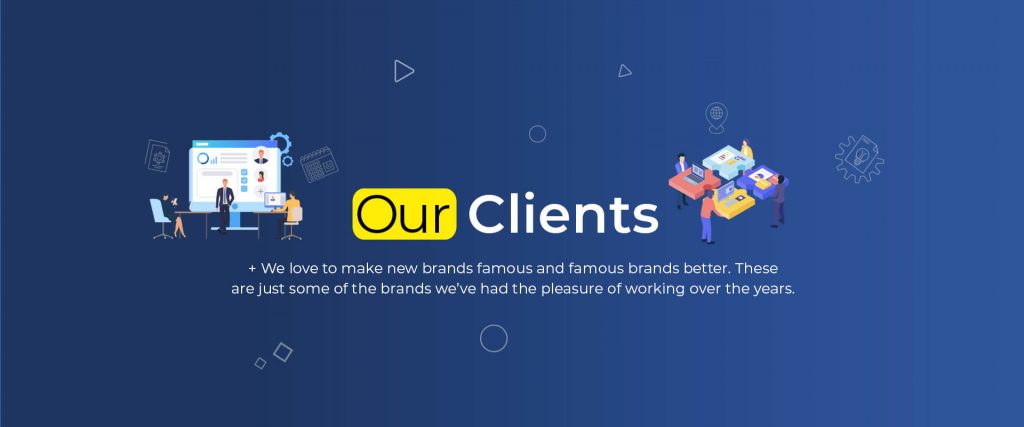 Our Clients
+ We love to make new brands famous and famous brands better. These
are just some of the brands we’ve had the pleasure of working over the years.